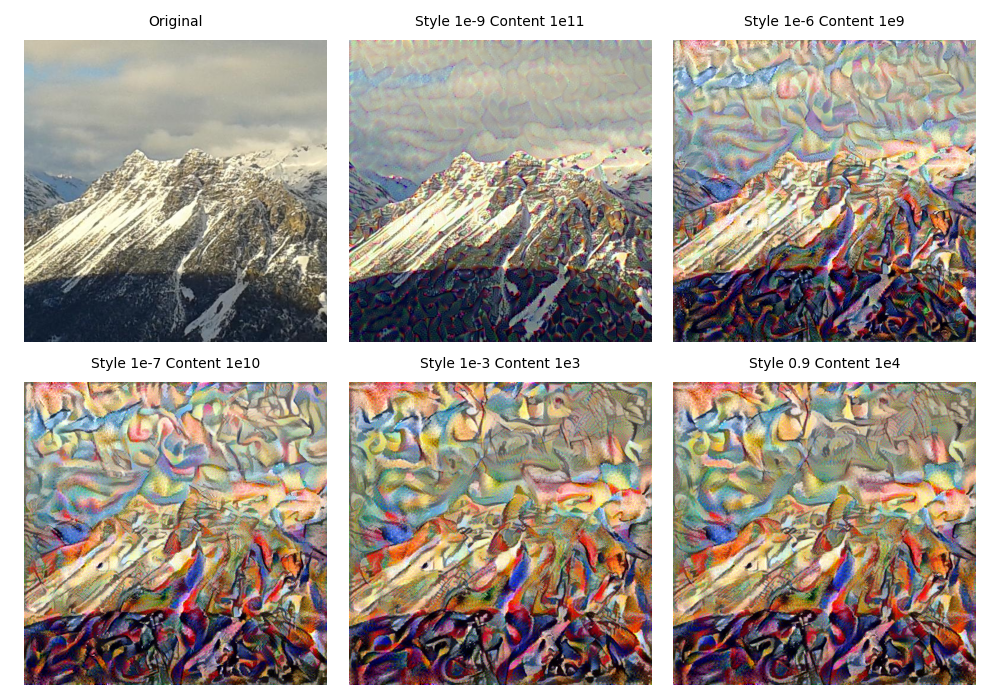 Original
Style 1e-9 Content 1e11
Style 1e-6 Content 1e9
Style 1e-7 Content 1e10
Style 1e-3 Content 1e3
Style 0.9 Content 1e4